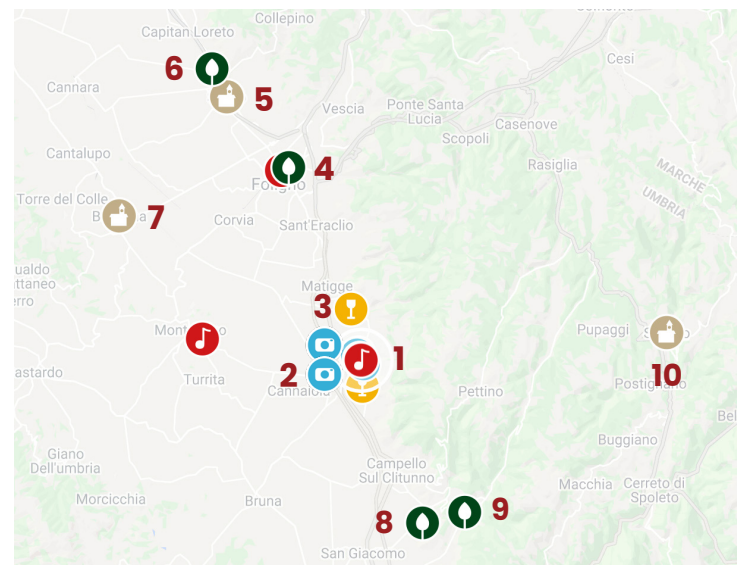 Collepino
Capitan Loreto
Cesi
6
Cannara
5
Vescia
Ponte Santa
Lucia
Casenove
Scopoli
Cantalupo
4
Rasiglia
MARCHE
UMBRIA
Foligno
Torre del Colle
7
Corvia
Sant'Eraclio
Matigge
3
Pupaggi
1
2
10
Turrita
Cannaiola
Pettino
Buggiano
Giano
Dell'umbria
Campello
Sul Clitunno
Macchia
Cerreto di
Spoleto
Morcicchia
Bruna
8
9
San Giacomo